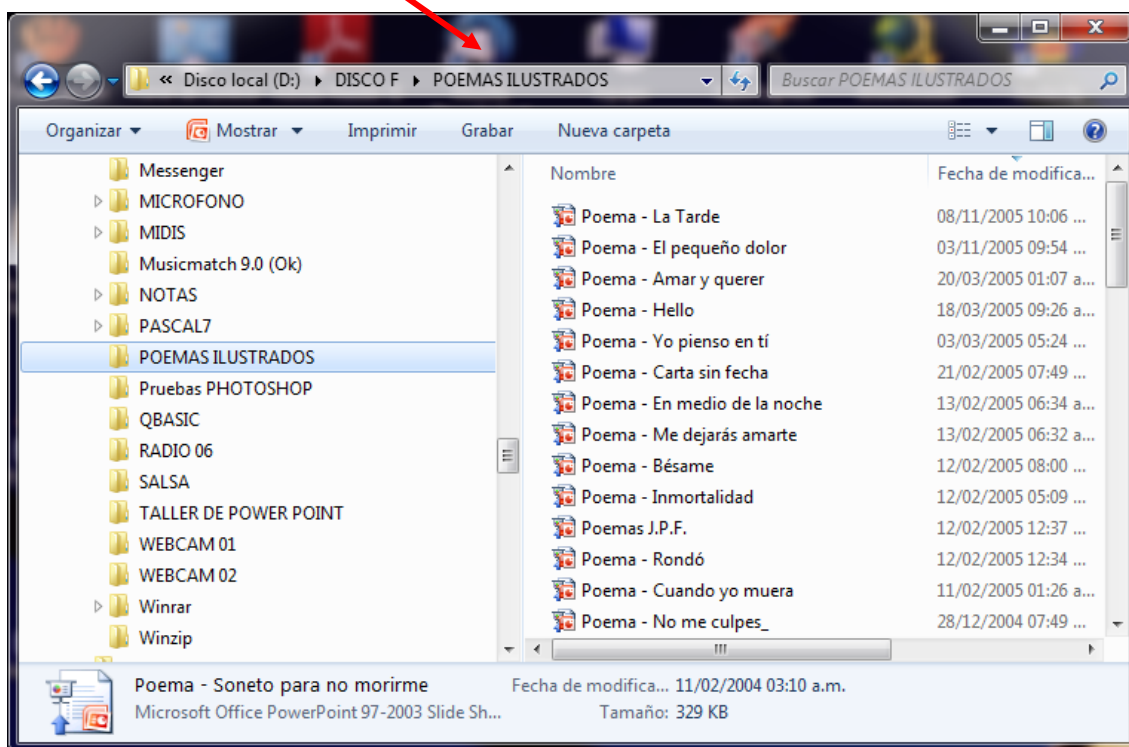 « Disco local (D:) ▸ DISCO F ▸ POEMAS ILUSTRADOS
Buscar POEMAS ILUSTRADOS
Organizar Mostrar Imprimir Grabar Nueva carpeta
Messenger
MICROFONO
MIDIS
Musicmatch 9.0 (Ok)
NOTAS
PASCAL7
POEMAS ILUSTRADOS
Pruebas PHOTOSHOP
QBASIC
RADIO 06
SALSA
TALLER DE POWER POINT
WEBCAM 01
WEBCAM 02
Winrar
Winzip
Nombre Fecha de modifica...
Poema - La Tarde 08/11/2005 10:06 ...
Poema - El pequeño dolor 03/11/2005 09:54 ...
Poema - Amar y querer 20/03/2005 01:07 a...
Poema - Hello 18/03/2005 09:26 a...
Poema - Yo pienso en tí 03/03/2005 05:24 ...
Poema - Carta sin fecha 21/02/2005 07:49 ...
Poema - En medio de la noche 13/02/2005 06:34 a...
Poema - Me dejarás amarte 13/02/2005 06:32 a...
Poema - Bésame 12/02/2005 08:00 ...
Poema - Inmortalidad 12/02/2005 05:09 ...
Poemas J.P.F. 12/02/2005 12:37 ...
Poema - Rondó 12/02/2005 12:34 ...
Poema - Cuando yo muera 11/02/2005 01:26 a...
Poema - No me culpes_ 28/12/2004 07:49 ...
Poema - Soneto para no morirme Fecha de modifica... 11/02/2004 03:10 a.m.
Microsoft Office PowerPoint 97-2003 Slide Sh... Tamaño: 329 KB